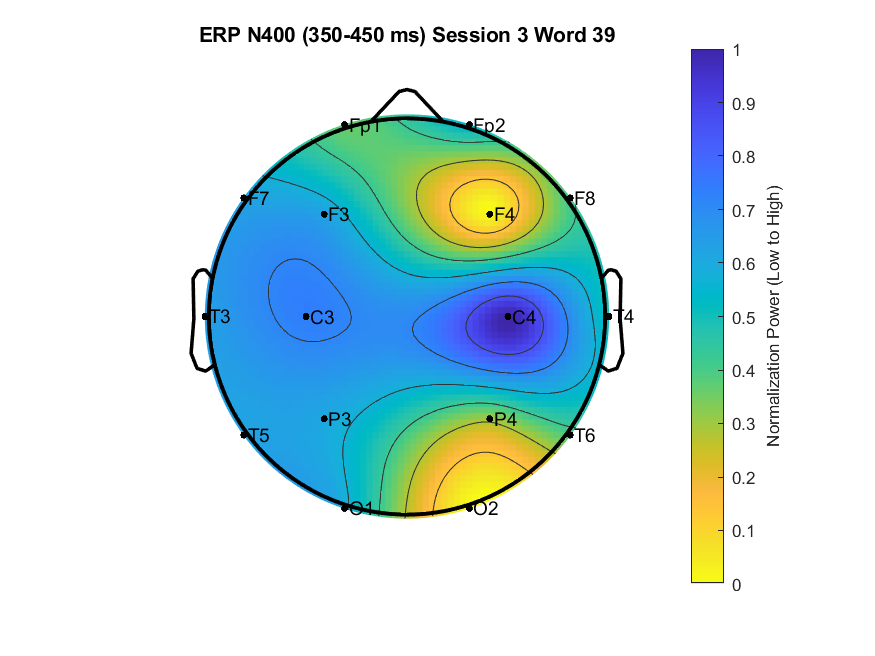 ERP N400 (350-450 ms) Session 3 Word 39
Fp1
Fp2
F7
F3
F4
F8
T3
C3
C4
T4
T5
P3
P4
T6
O1
O2
1
0.9
0.8
0.7
0.6
0.5
0.4
0.3
0.2
0.1
0
Normalization Power (Low to High)